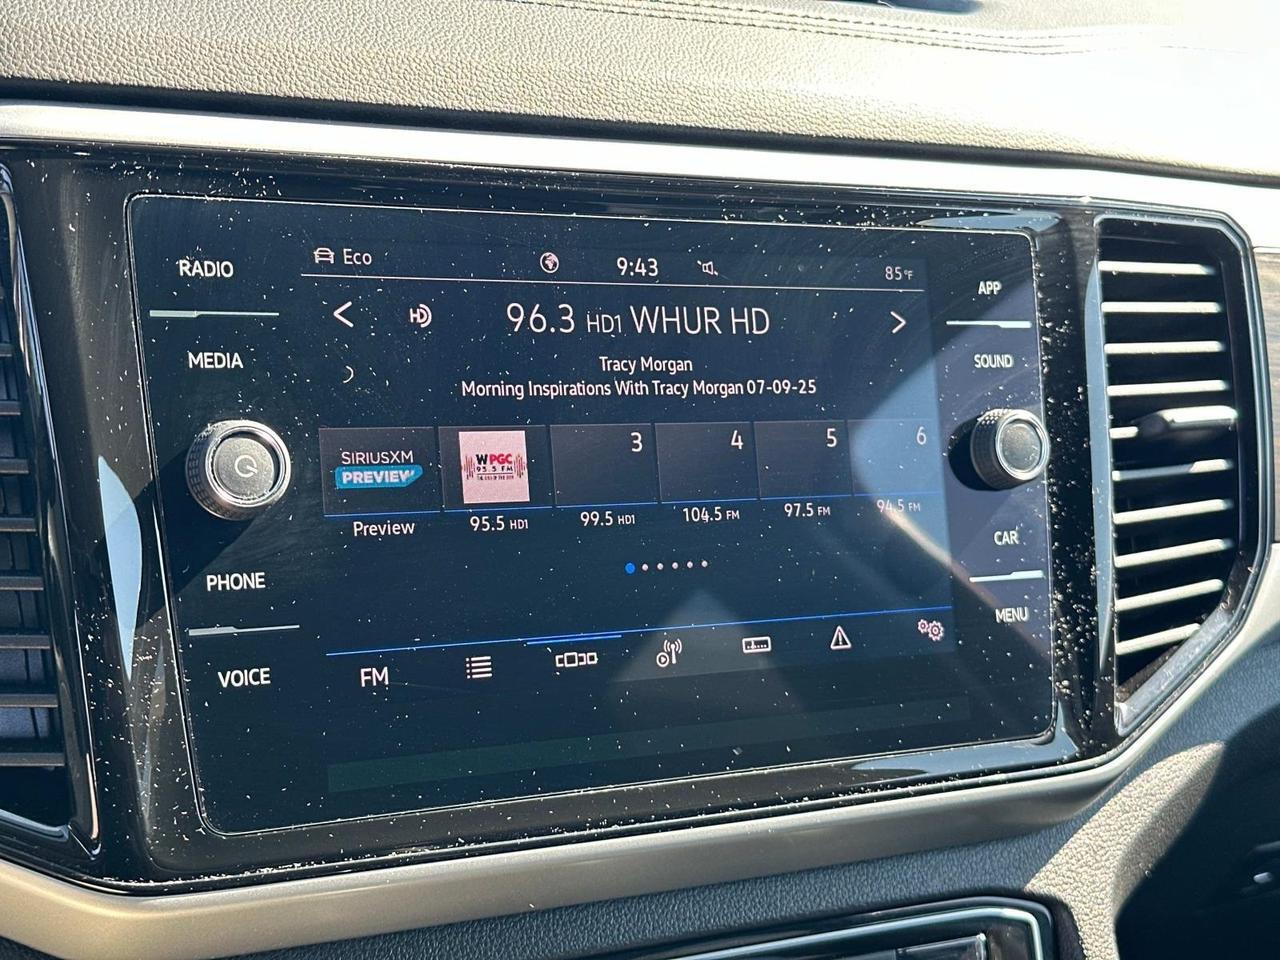 RADIO
MEDIA
PHONE
VOICE
Eco
9:43
85°F
96.3 HD1 WHUR HD
Tracy Morgan
Morning Inspirations With Tracy Morgan 07-09-25
SIRIUSXM
PREVIEW
WPGC
95.5 FM
3
4
5
6
Preview
95.5 HD1
99.5 HD1
104.5 FM
97.5 FM
94.5 FM
FM
APP
SOUND
CAR
MENU